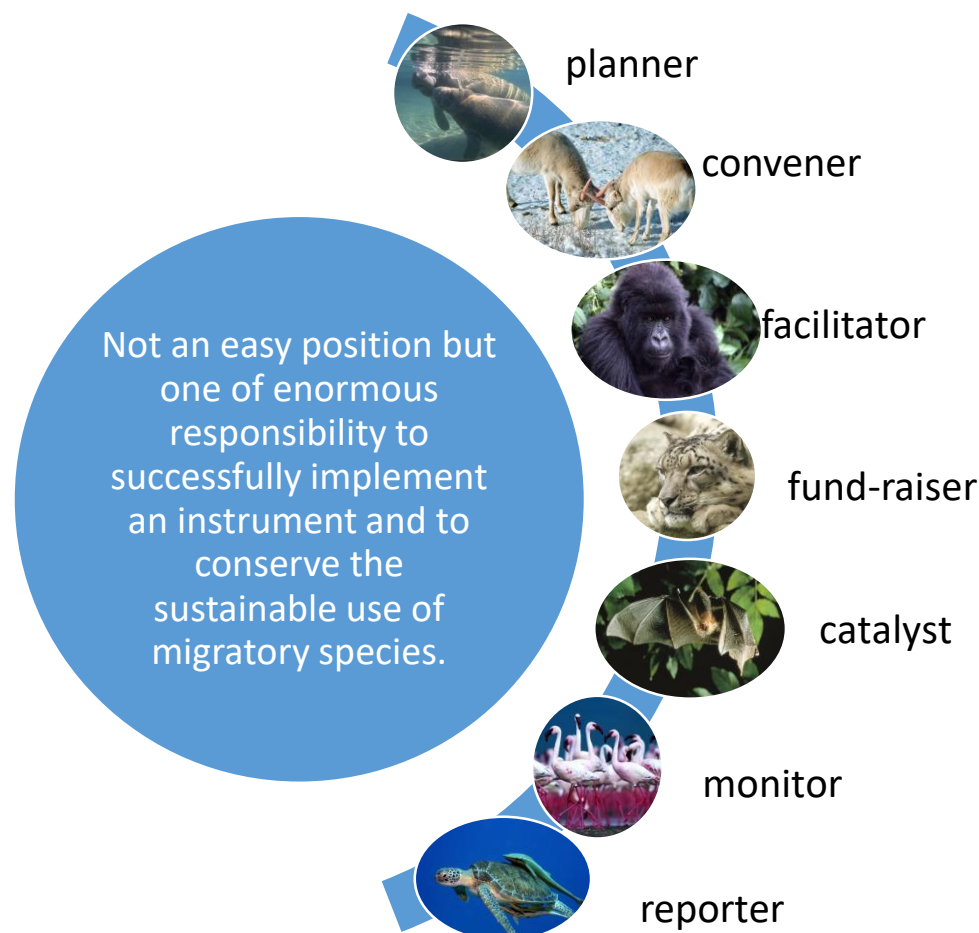 planner
convener
facilitator
Not an easy position but
one of enormous
responsibility to
successfully implement
an instrument and to
conserve the
sustainable use of
migratory species.
fund-raiser
catalyst
monitor
reporter